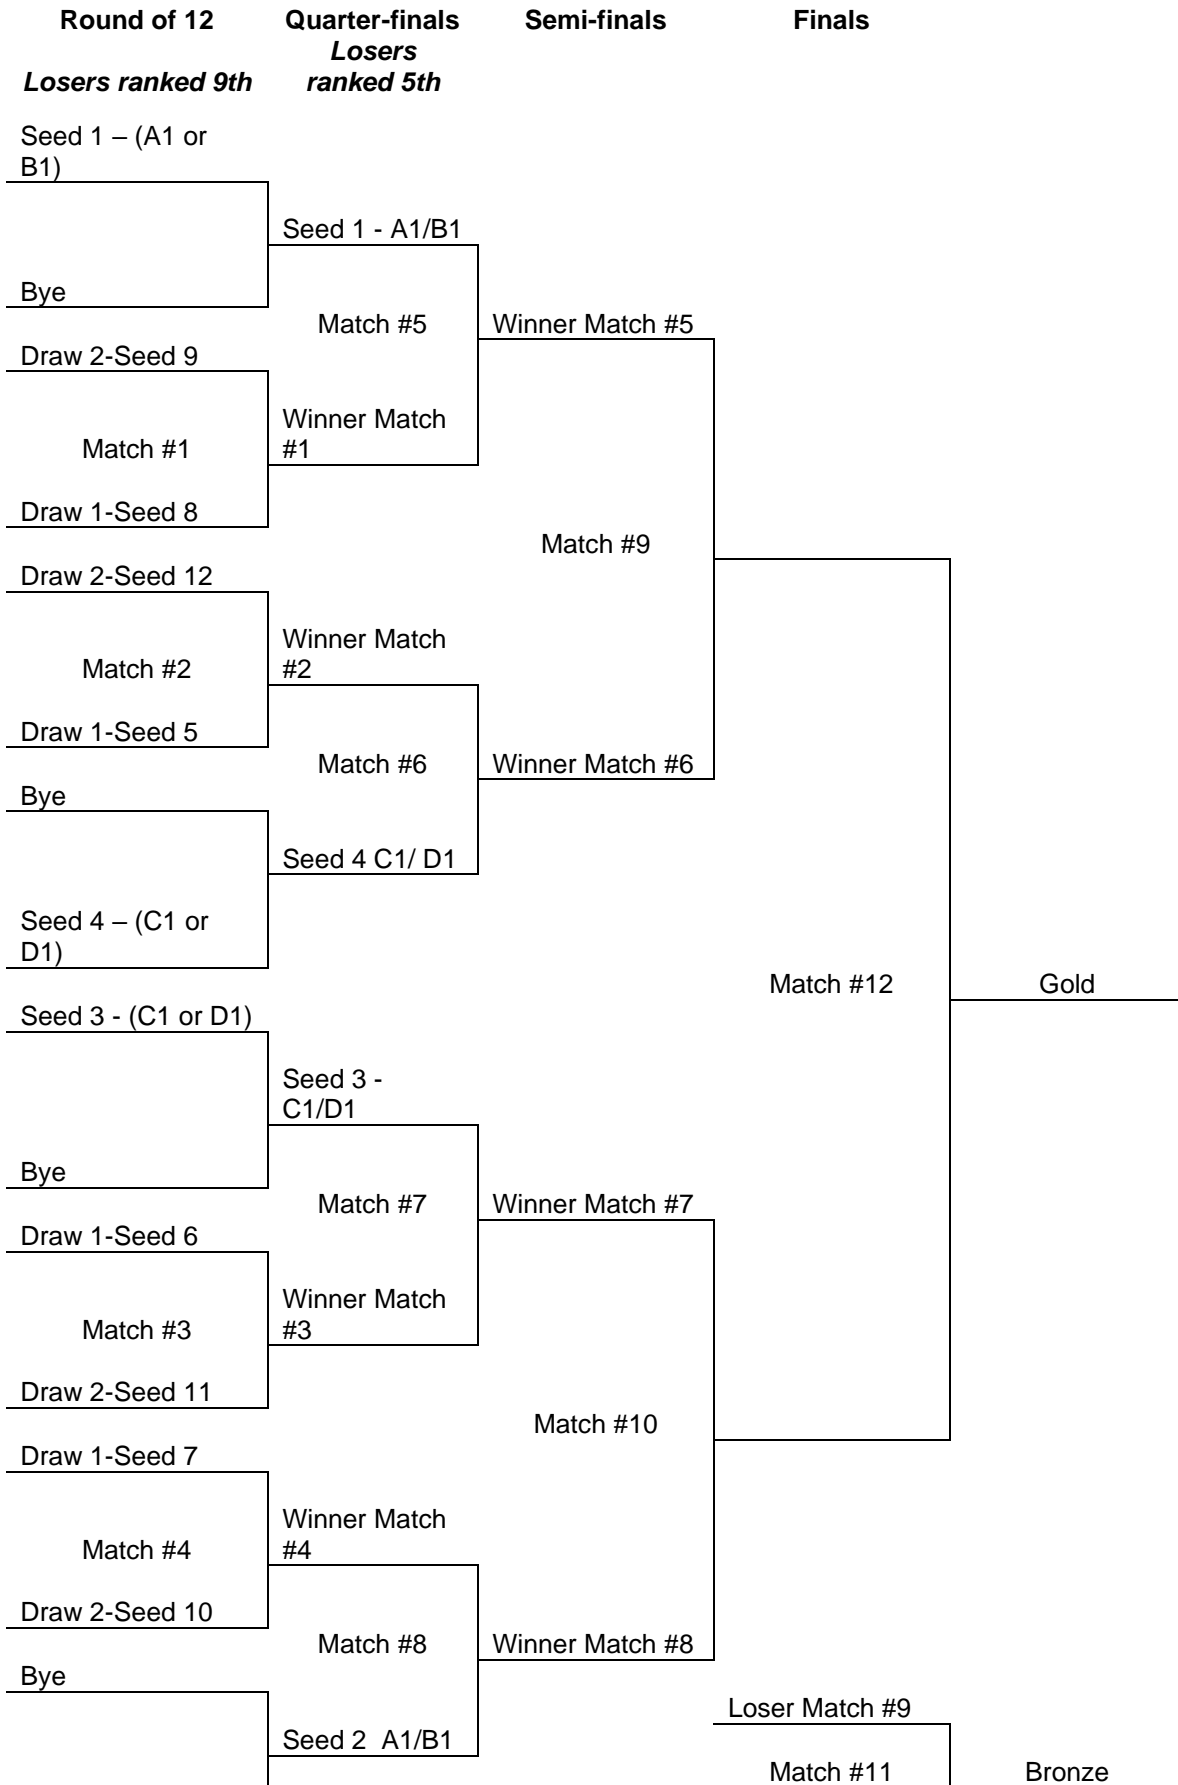 Round of 12 Quarter-finals Semi-finals Finals
Losers
Losers ranked 9th ranked 5th
Seed 1 – (A1 or
B1)
Seed 1 - A1/B1
Bye
Match #5 Winner Match #5
Draw 2-Seed 9
Winner Match
Match #1 #1
Draw 1-Seed 8
Match #9
Draw 2-Seed 12
Winner Match
Match #2 #2
Draw 1-Seed 5
Match #6 Winner Match #6
Bye
Seed 4 C1/ D1
Seed 4 – (C1 or
D1)
Match #12 Gold
Seed 3 - (C1 or D1)
Seed 3 -
C1/D1
Bye
Match #7 Winner Match #7
Draw 1-Seed 6
Winner Match
Match #3 #3
Draw 2-Seed 11
Match #10
Draw 1-Seed 7
Winner Match
Match #4 #4
Draw 2-Seed 10
Match #8 Winner Match #8
Bye
Loser Match #9
Seed 2 A1/B1
Match #11 Bronze